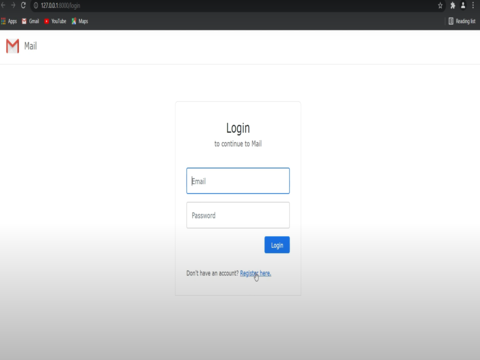 127.0.0.1:8000/login
Apps Gmail YouTube Maps Reading list
Mail
Login
to continue to Mail
Email
Password
Login
Don't have an account? Register here.